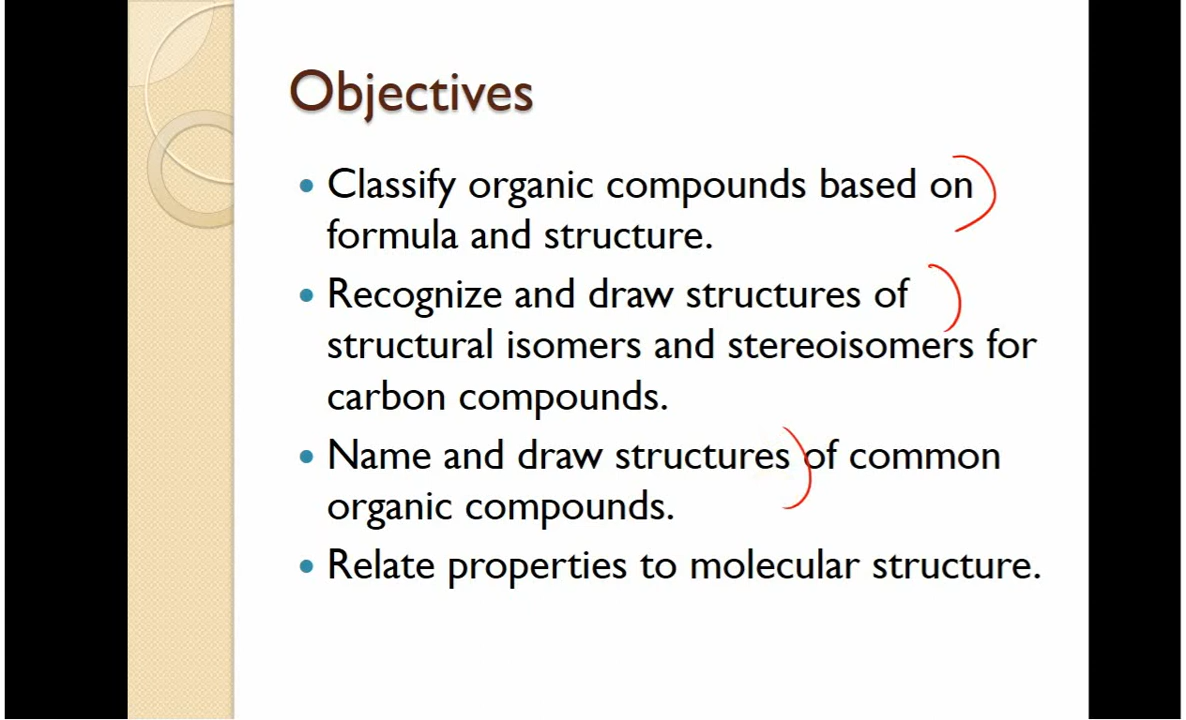 Objectives
• Classify organic compounds based on
formula and structure.
• Recognize and draw structures of
structural isomers and stereoisomers for
carbon compounds.
• Name and draw structures of common
organic compounds.
• Relate properties to molecular structure.